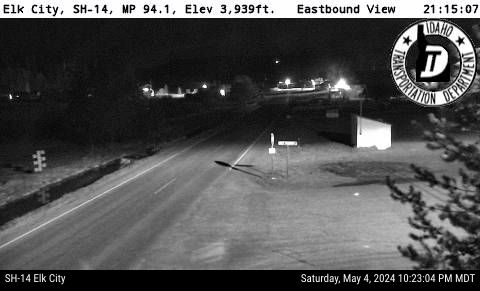 Elk City, SH-14, MP 94.1, Elev 3,939ft. Eastbound View 21:15:07
IDAHO
TRANSPORTATION DEPARTMENT
SH-14 Elk City Saturday, May 4, 2024 10:23:04 PM MDT